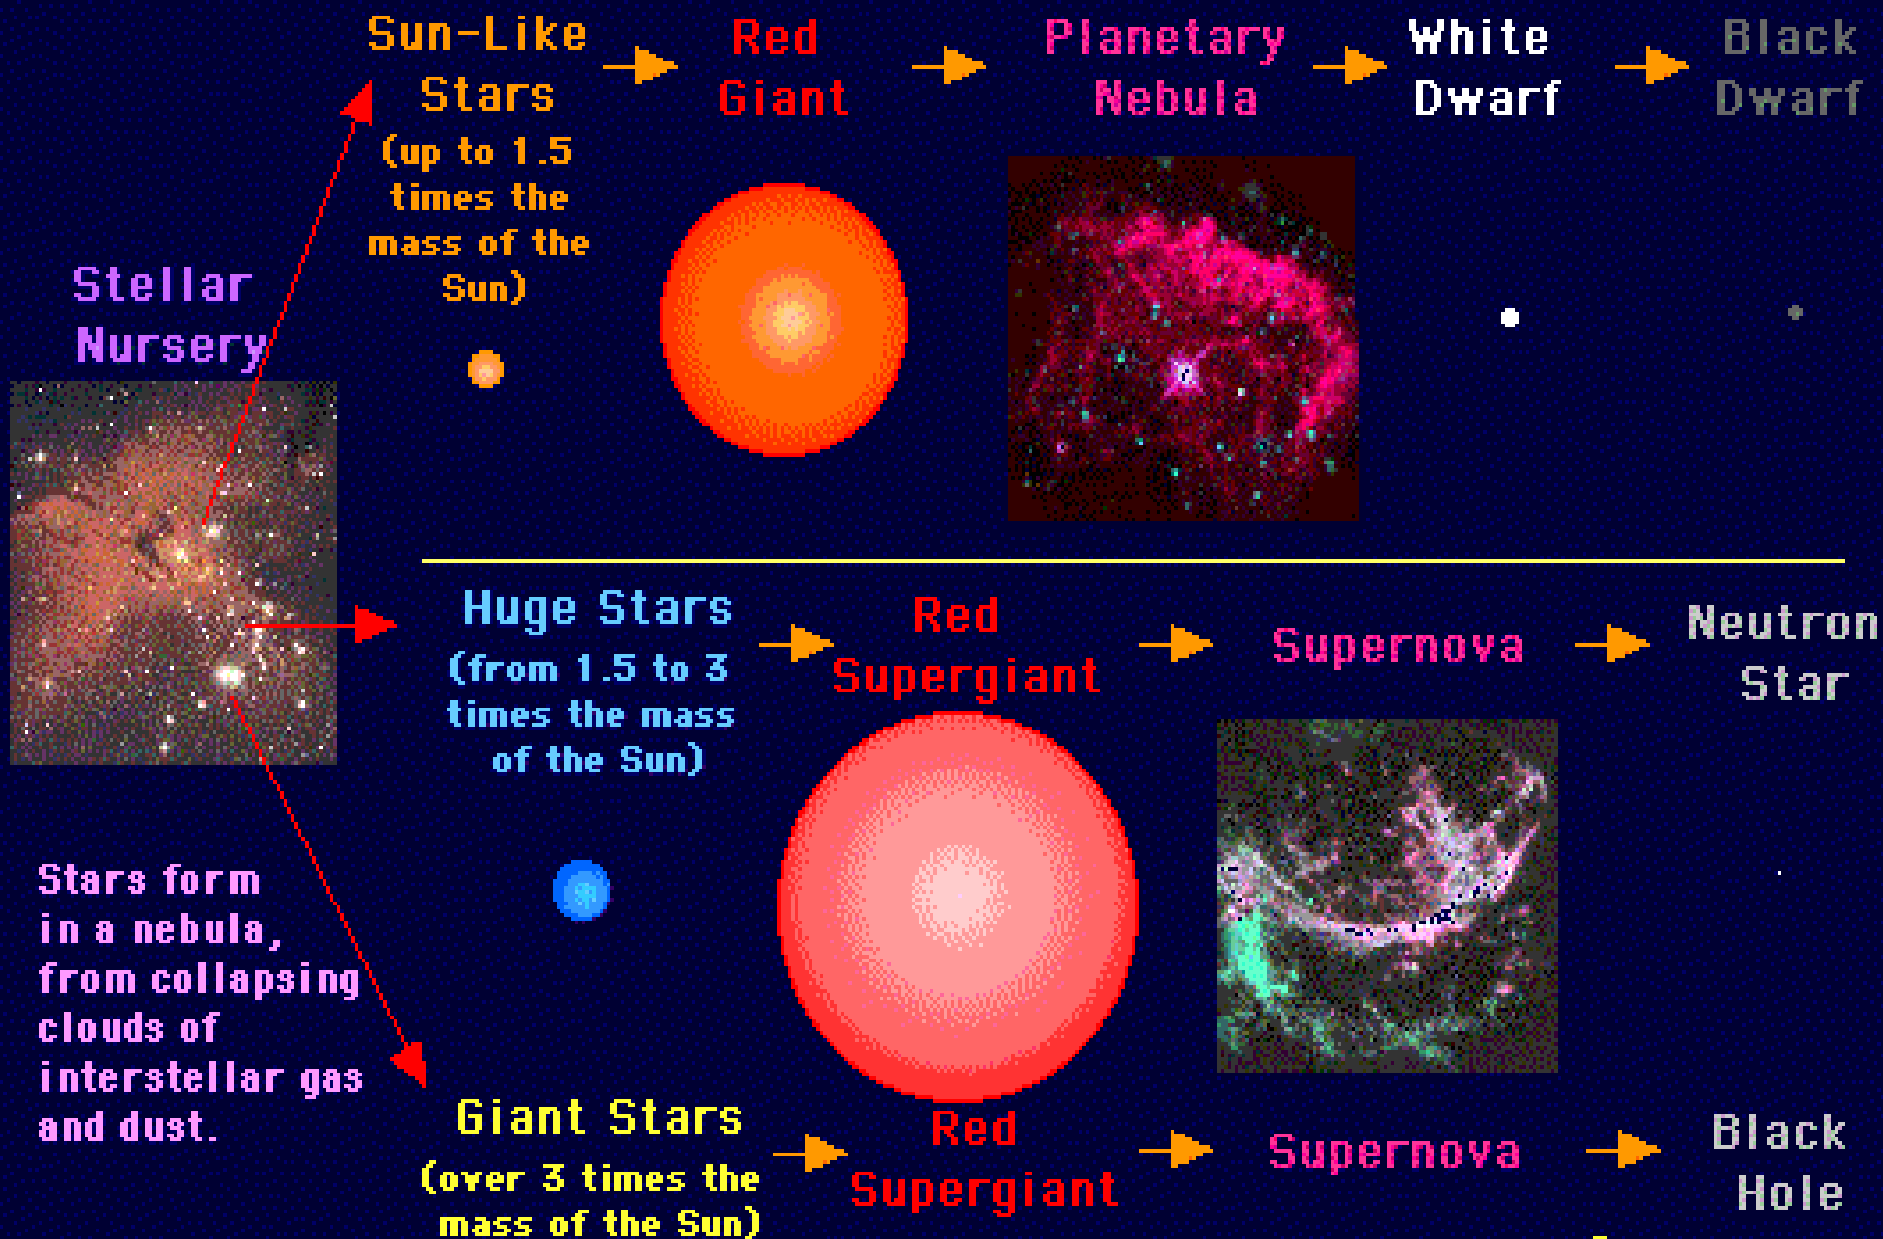 Stellar
Nursery
Stars form
in a nebula,
from collapsing
clouds of
interstellar gas
and dust.
Sun-Like
Stars
(up to 1.5
times the
mass of the
Sun)
Red
Giant
Planetary
Nebula
White
Dwarf
Black
Dwarf
Huge Stars
(from 1.5 to 3
times the mass
of the Sun)
Red
Supergiant
Supernova
Neutron
Star
Giant Stars
(over 3 times the
mass of the Sun)
Red
Supergiant
Supernova
Black
Hole